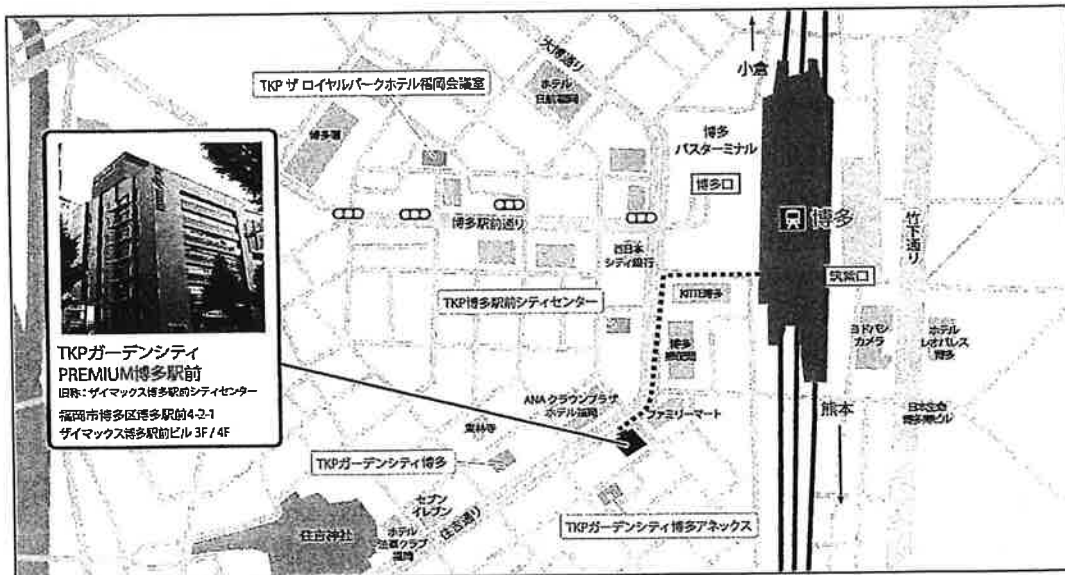 小倉
大博通り
TKP ザ ロイヤルパークホテル福岡会議室
ホテル
日航福岡
博多
バスターミナル
博多口
博多駅前通り
西日本
シティ銀行
博多
竹下通り
筑紫口
TKP博多駅前シティセンター
KITTE博多
ヨドバシ
カメラ
ホテル
レオパレス
博多
TKPガーデンシティ
PREMIUM博多駅前
旧称：ザイマックス博多駅前シティセンター
福岡市博多区博多駅前4-2-1
ザイマックス博多駅前ビル 3F / 4F
ANA クラウンプラザ
ホテル福岡
ファミリーマート
熊本
東林寺
TKPガーデンシティ博多
セブン
イレブン
住吉通り
TKPガーデンシティ博多アネックス
住吉神社
ホテル
法華クラブ
福岡